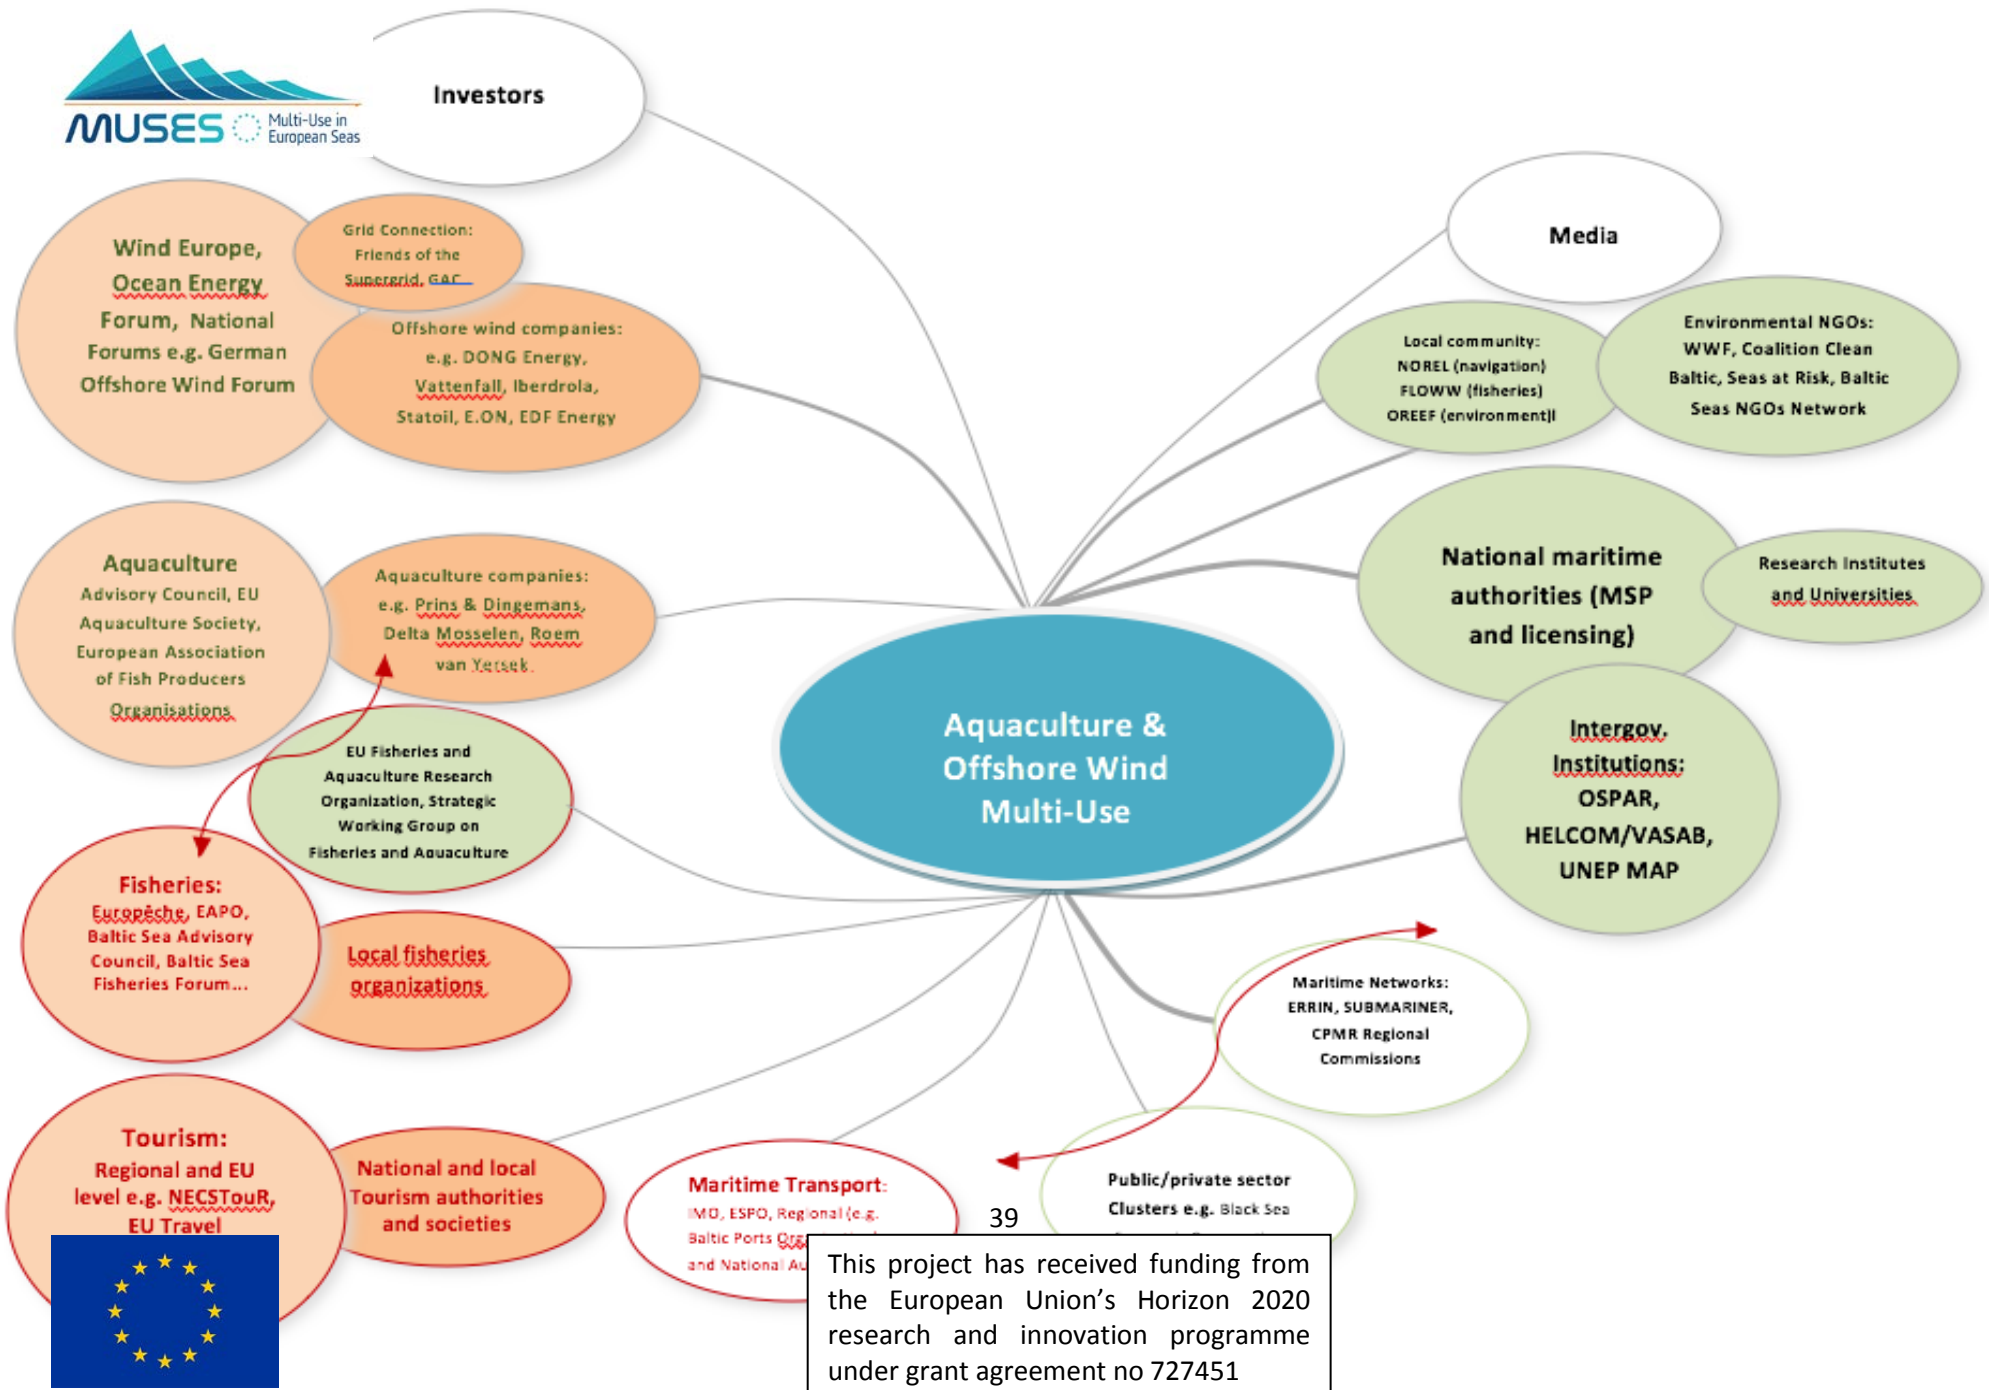 MUSES
Multi-Use in
European Seas
Investors
Wind Europe,
Ocean Energy
Forum, National
Forums e.g. German
Offshore Wind Forum
Grid Connection:
Friends of the
Supergrid, GAC
Offshore wind companies:
e.g. DONG Energy,
Vattenfall, Iberdrola,
Statoil, E.ON, EDF Energy
Media
Local community:
NOREL (navigation)
FLOWW (fisheries)
OREEF (environment)l
Environmental NGOs:
WWF, Coalition Clean
Baltic, Seas at Risk, Baltic
Seas NGOs Network
Aquaculture
Advisory Council, EU
Aquaculture Society,
European Association
of Fish Producers
Organisations
Aquaculture companies:
e.g. Prins & Dingemans,
Delta Mosselen, Roem
van Yersek
National maritime
authorities (MSP
and licensing)
Research Institutes
and Universities
Aquaculture &
Offshore Wind
Multi-Use
EU Fisheries and
Aquaculture Research
Organization, Strategic
Working Group on
Fisheries and Aquaculture
Intergov.
Institutions:
OSPAR,
HELCOM/VASAB,
UNEP MAP
Fisheries:
Europêche, EAPO,
Baltic Sea Advisory
Council, Baltic Sea
Fisheries Forum...
Local fisheries
organizations
Maritime Networks:
ERRIN, SUBMARINER,
CPMR Regional
Commissions
Tourism:
Regional and EU
level e.g. NECSTouR,
EU Travel
National and local
Tourism authorities
and societies
Maritime Transport:
IMO, ESPO, Regional (e.g.
Baltic Ports
and National
Public/private sector
Clusters e.g. Black Sea
39
This project has received funding from
the European Union's Horizon 2020
research and innovation programme
under grant agreement no 727451